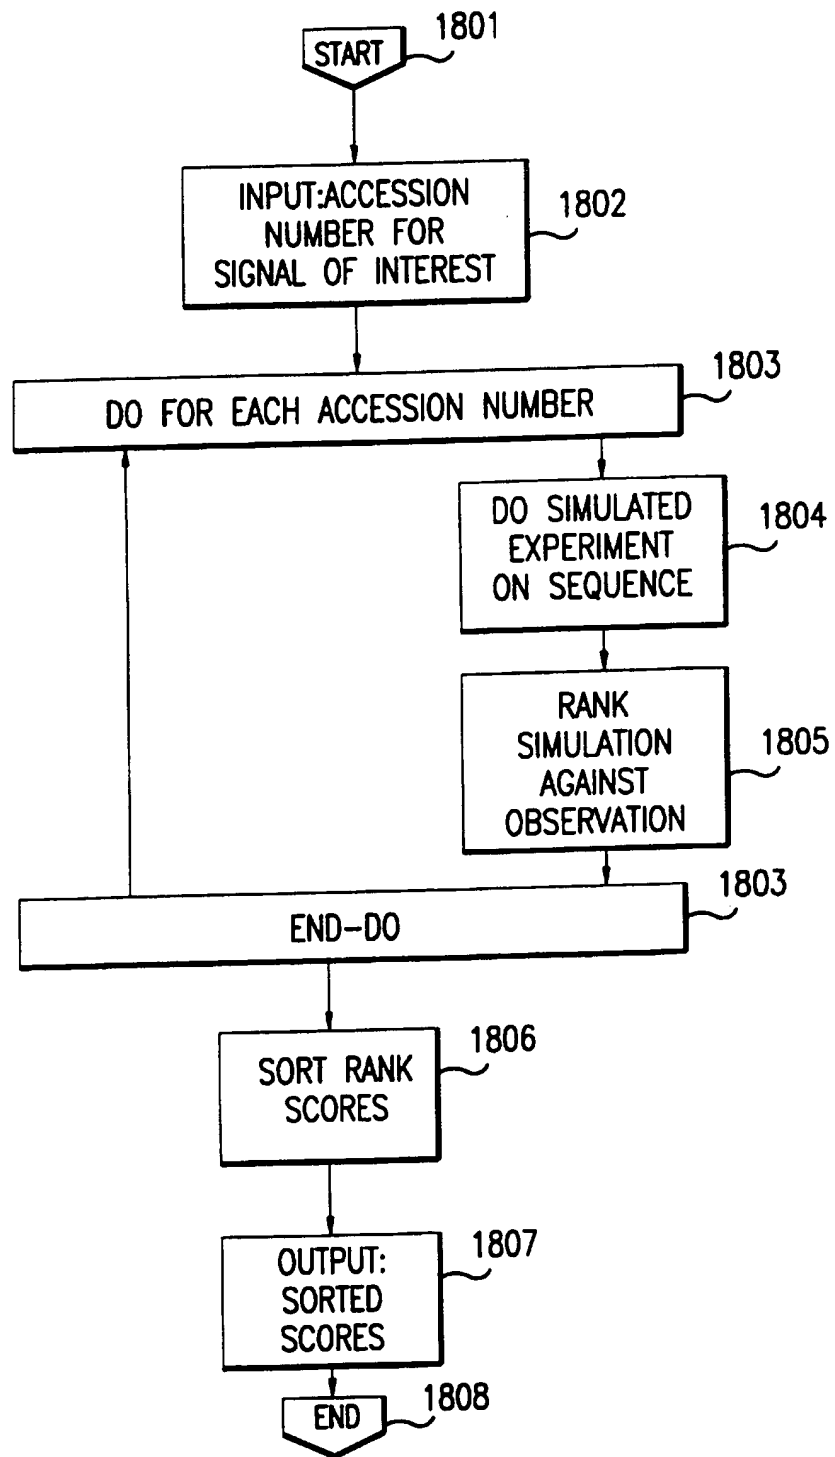 1801
START
INPUT:ACCESSION
NUMBER FOR
SIGNAL OF INTEREST
1802
1803
DO FOR EACH ACCESSION NUMBER
DO SIMULATED
EXPERIMENT
ON SEQUENCE
1804
RANK
SIMULATION
AGAINST
OBSERVATION
1805
1803
END-DO
1806
SORT RANK
SCORES
1807
OUTPUT:
SORTED
SCORES
END
1808